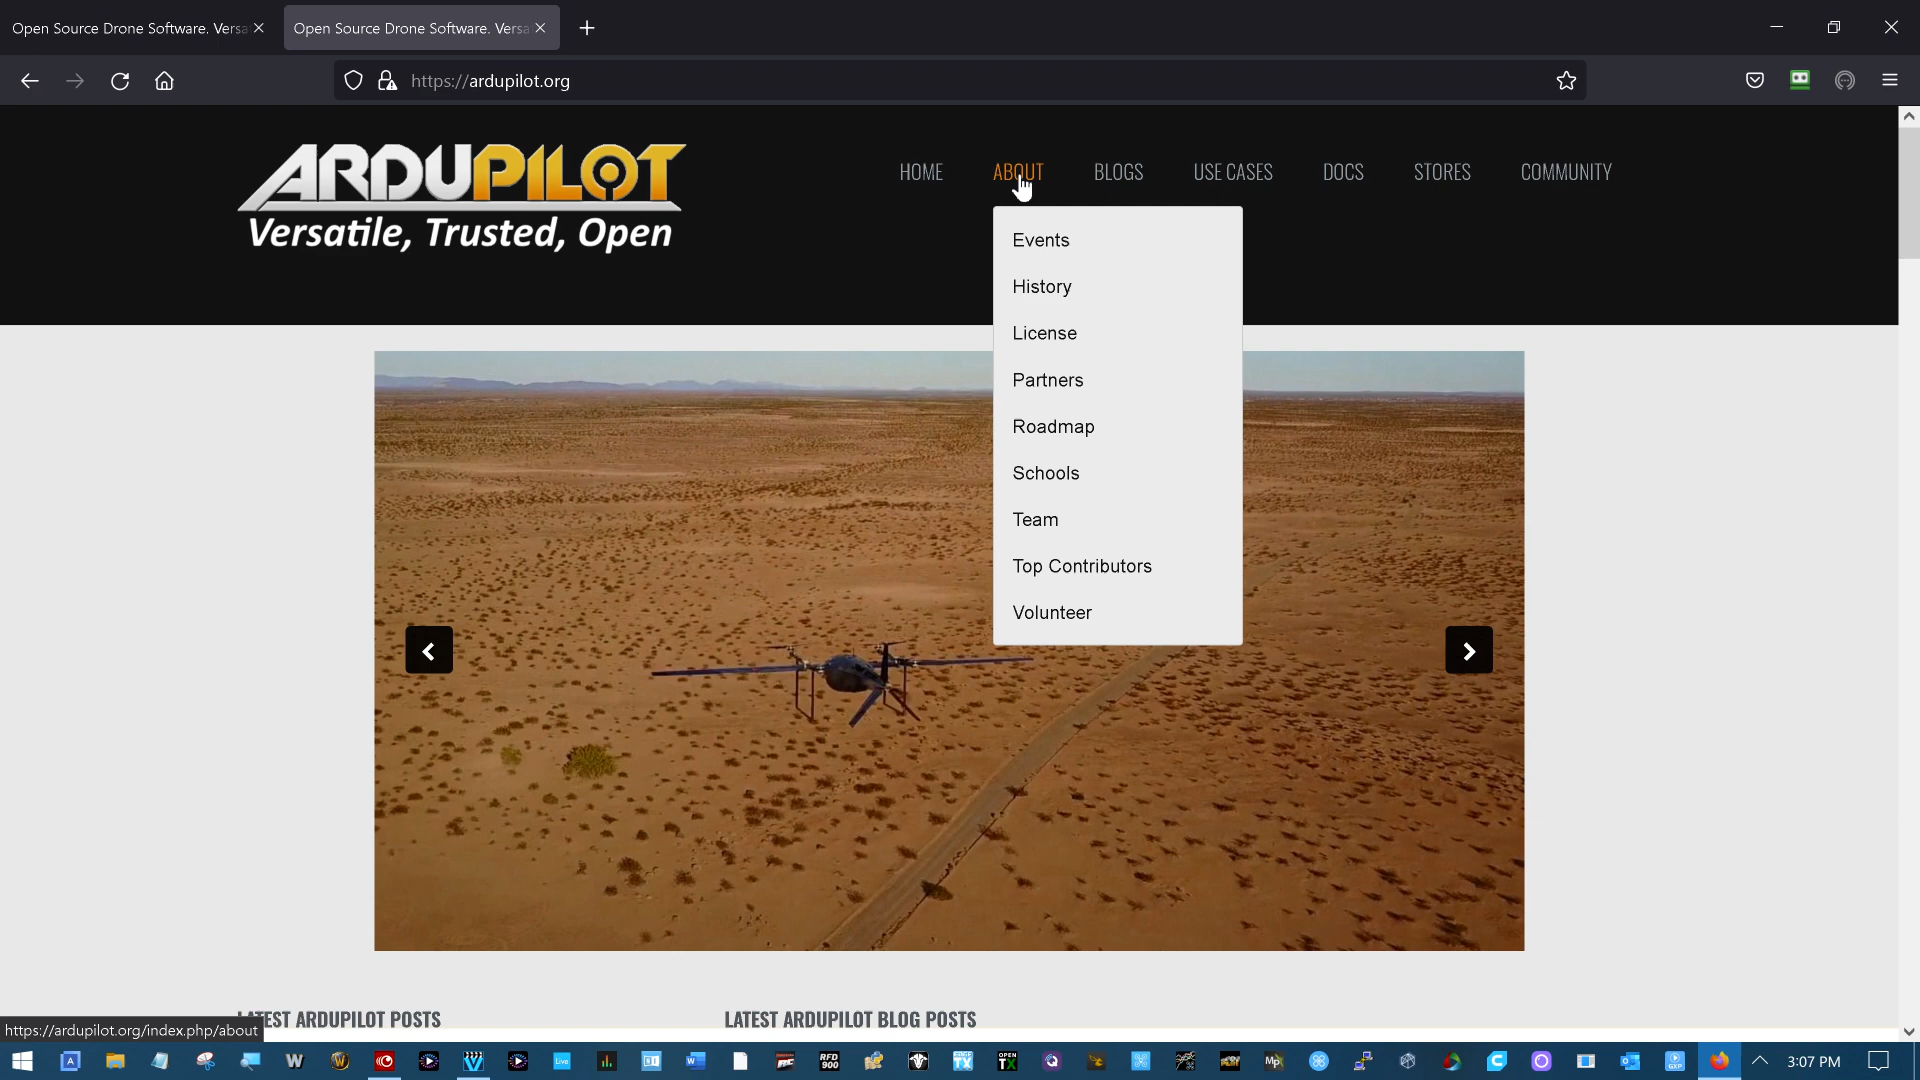 Open Source Drone Software. Versa
Open Source Drone Software. Versa
https://ardupilot.org
ARDUPILOT
Versatile, Trusted, Open
HOME
ABOUT
BLOGS
USE CASES
DOCS
STORES
COMMUNITY
Events
History
License
Partners
Roadmap
Schools
Team
Top Contributors
Volunteer
LATEST ARDUPILOT POSTS
LATEST ARDUPILOT BLOG POSTS
https://ardupilot.org/index.php/about
3:07 PM